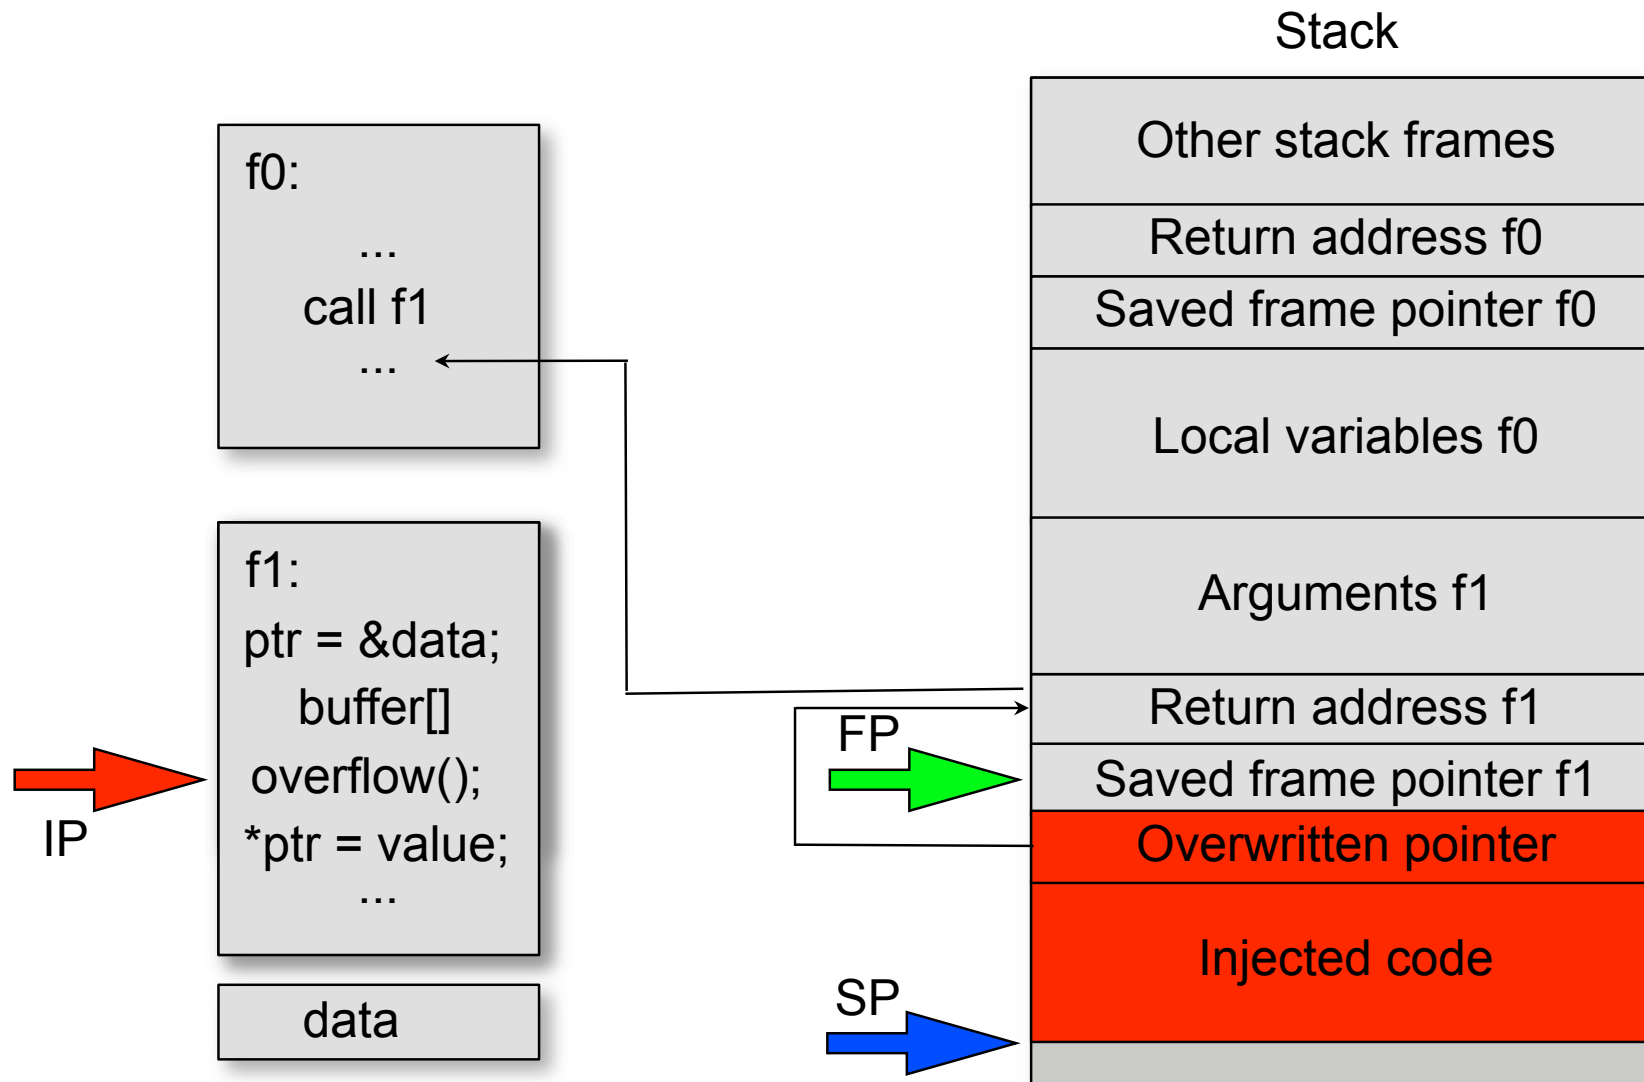 Stack
f0:
...
call f1
...
f1:
ptr = &data;
buffer[]
overflow();
*ptr = value;
...
data
IP
FP
SP
Other stack frames
Return address f0
Saved frame pointer f0
Local variables f0
Arguments f1
Return address f1
Saved frame pointer f1
Overwritten pointer
Injected code